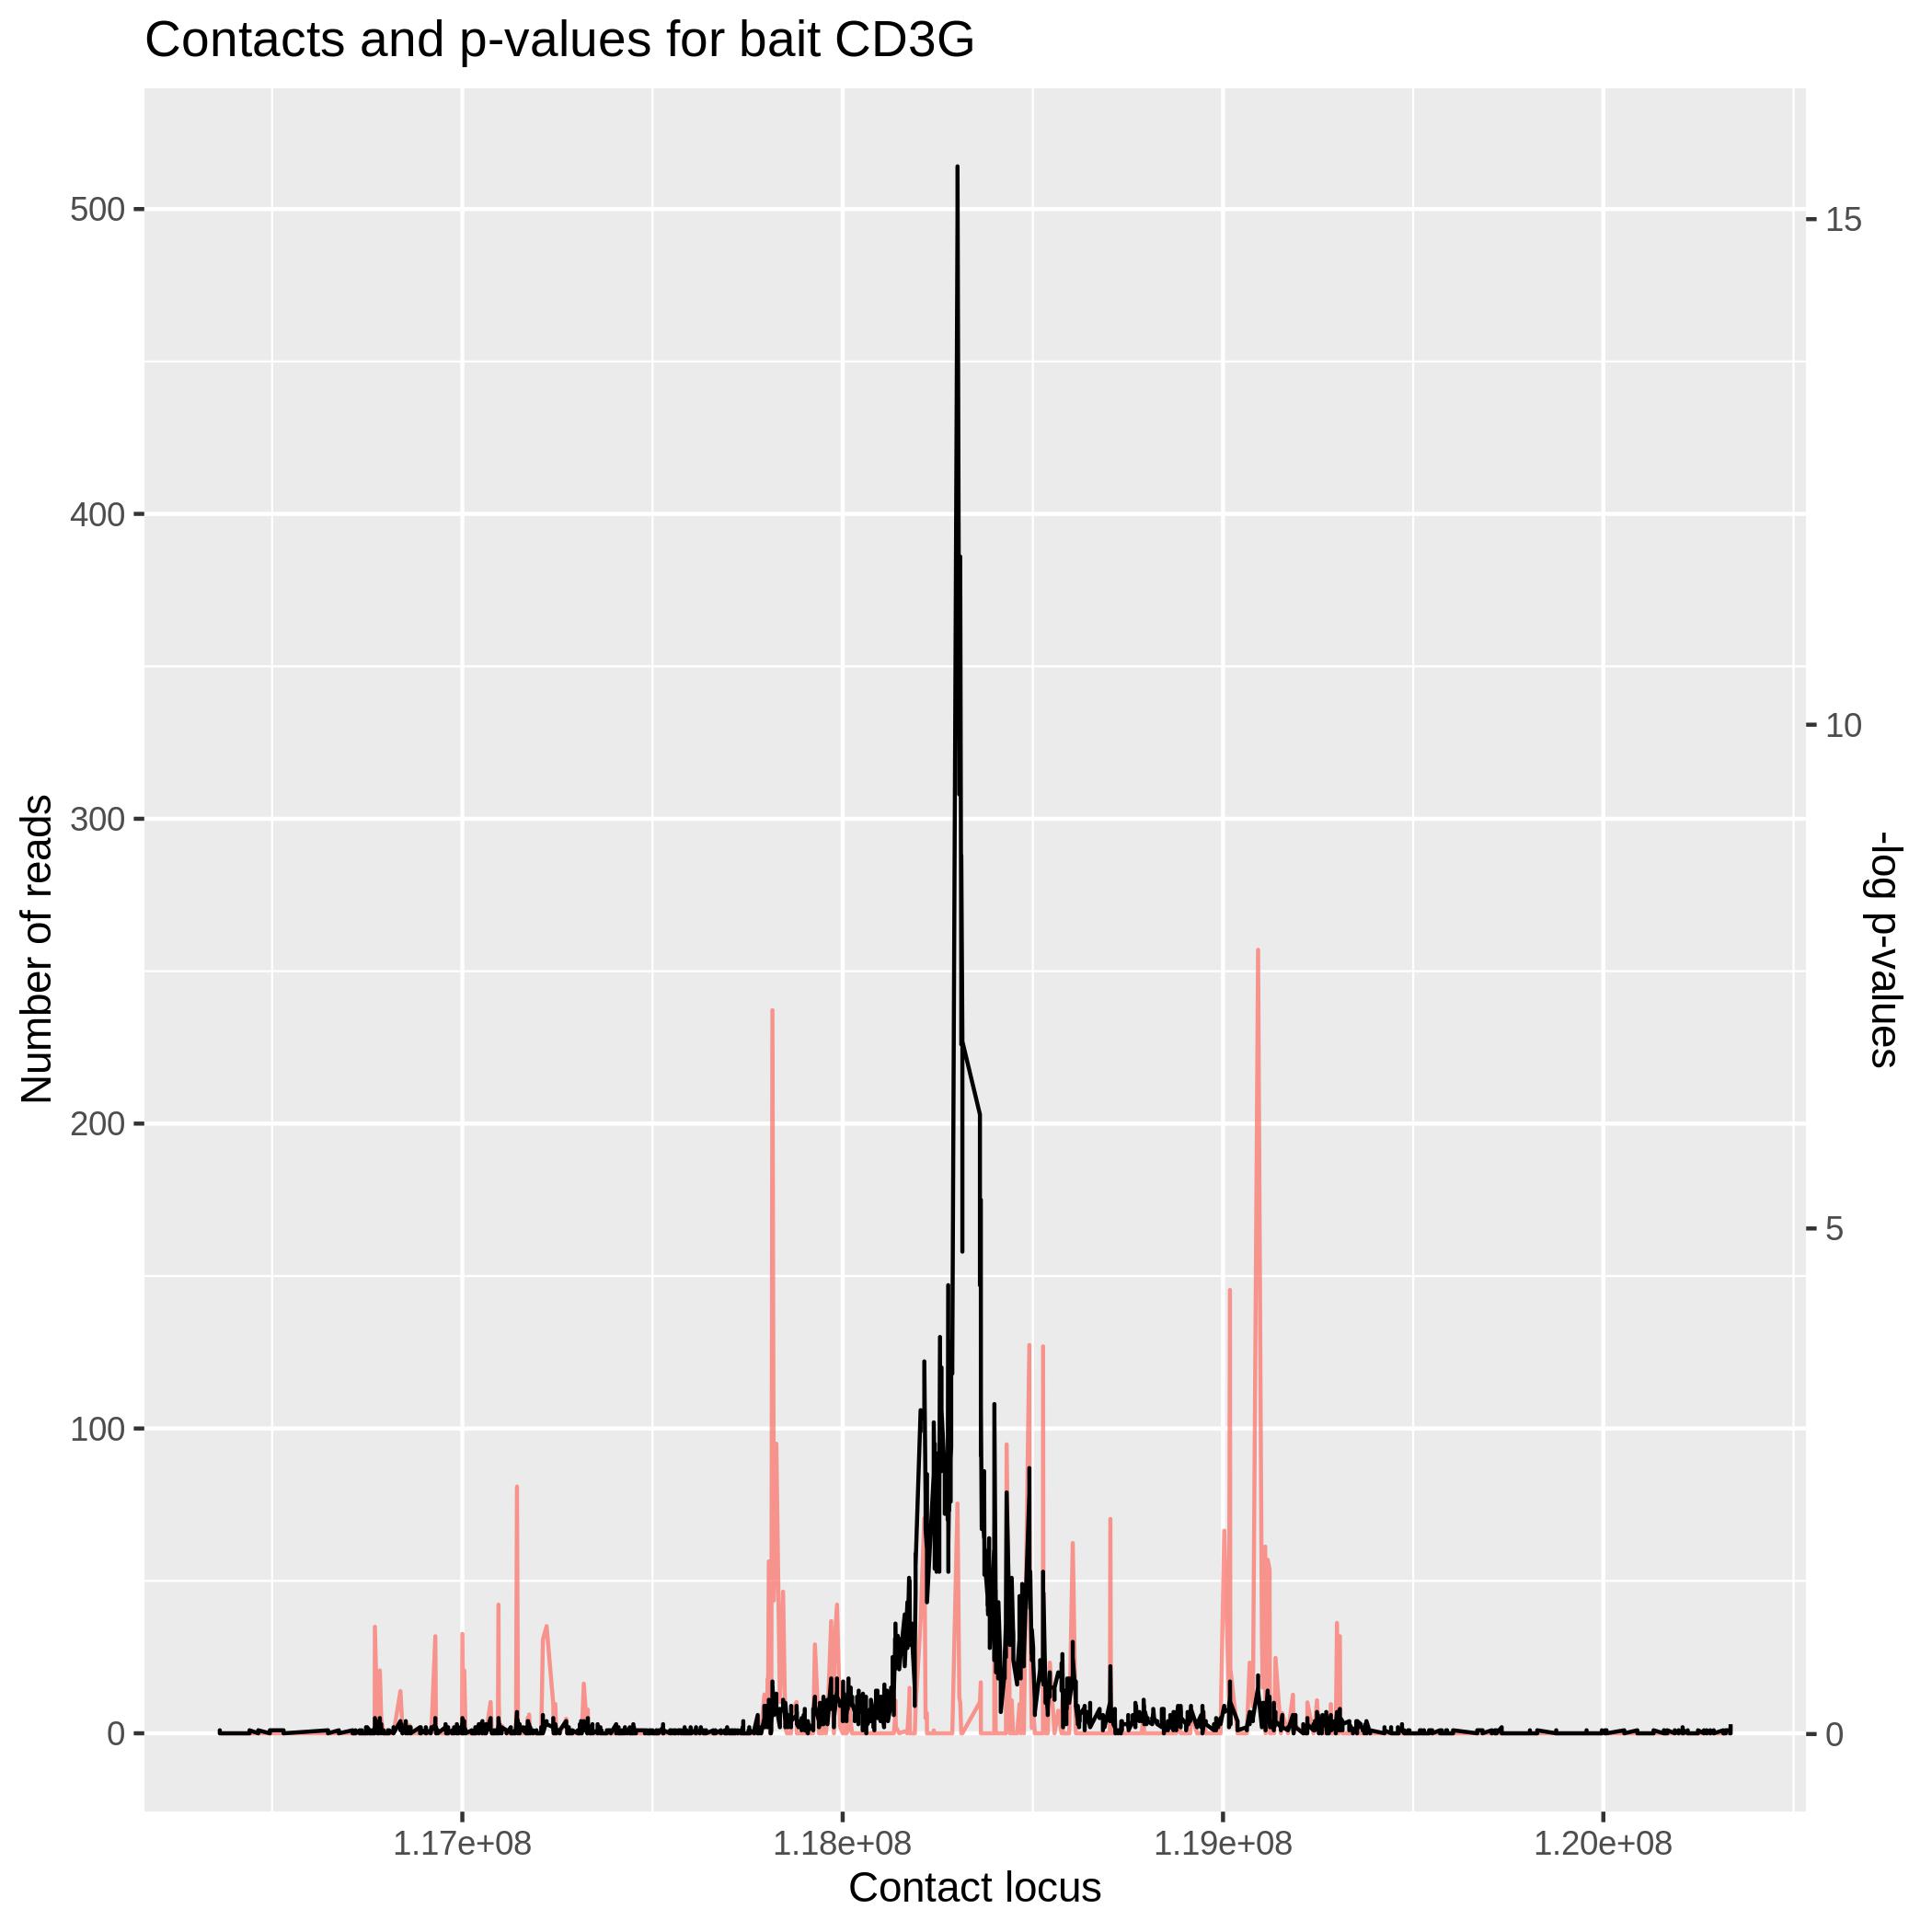 Contacts and p-values for bait CD3G
Number of reads
500
400
300
200
100
0
15
10
5
0
-log p-values
1.17e+08 1.18e+08 1.19e+08 1.20e+08
Contact locus